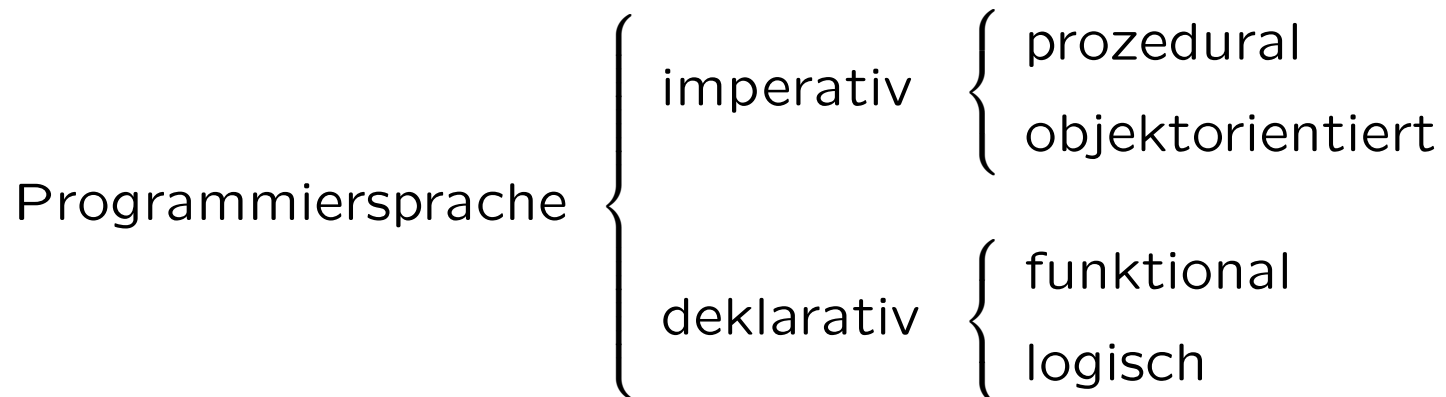 Programmiersprache
imperativ
prozedural
objektorientiert
deklarativ
funktional
logisch